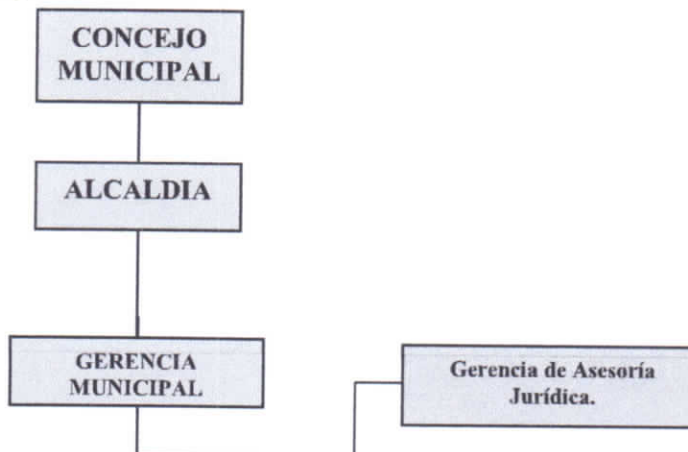 CONCEJO
MUNICIPAL
ALCALDIA
GERENCIA
MUNICIPAL
Gerencia de Asesoría
Jurídica.